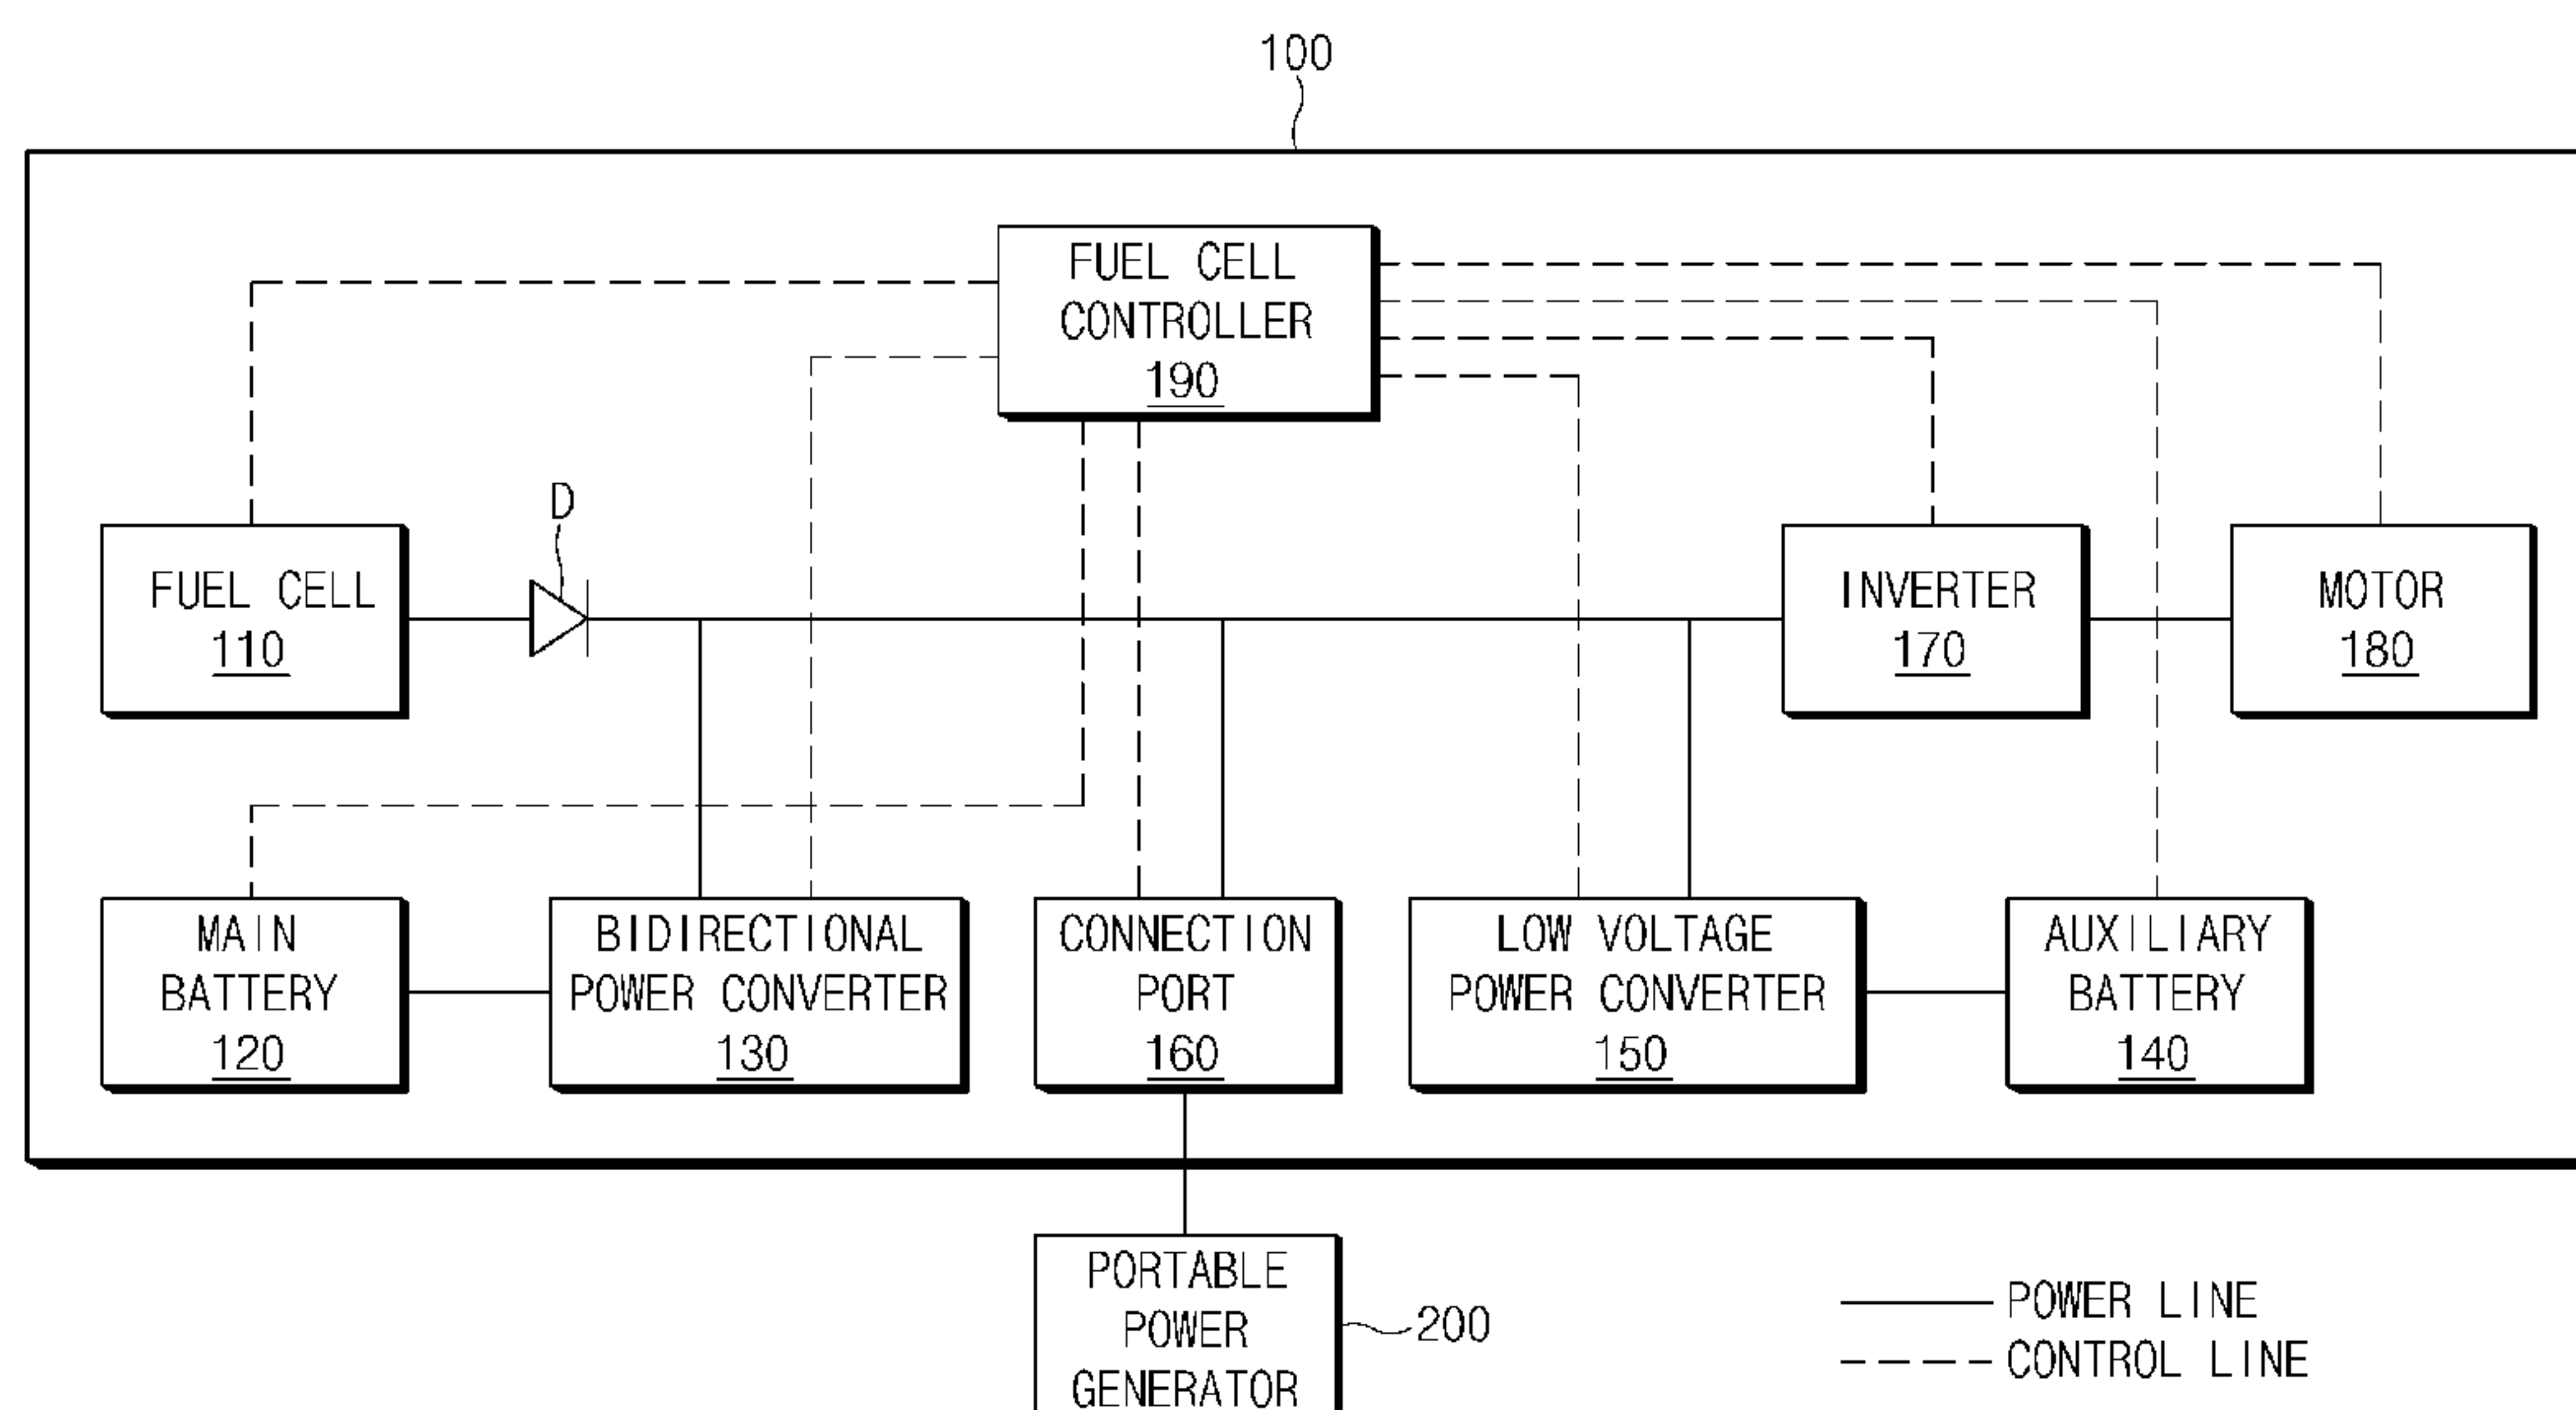 100
FUEL CELL
CONTROLLER
190
D
FUEL CELL
110
INVERTER
170
MOTOR
180
MAIN
BATTERY
120
BIDIRECTIONAL
POWER CONVERTER
130
CONNECTION
PORT
160
LOW VOLTAGE
POWER CONVERTER
150
AUXILIARY
BATTERY
140
PORTABLE
POWER
GENERATOR
200
POWER LINE
CONTROL LINE